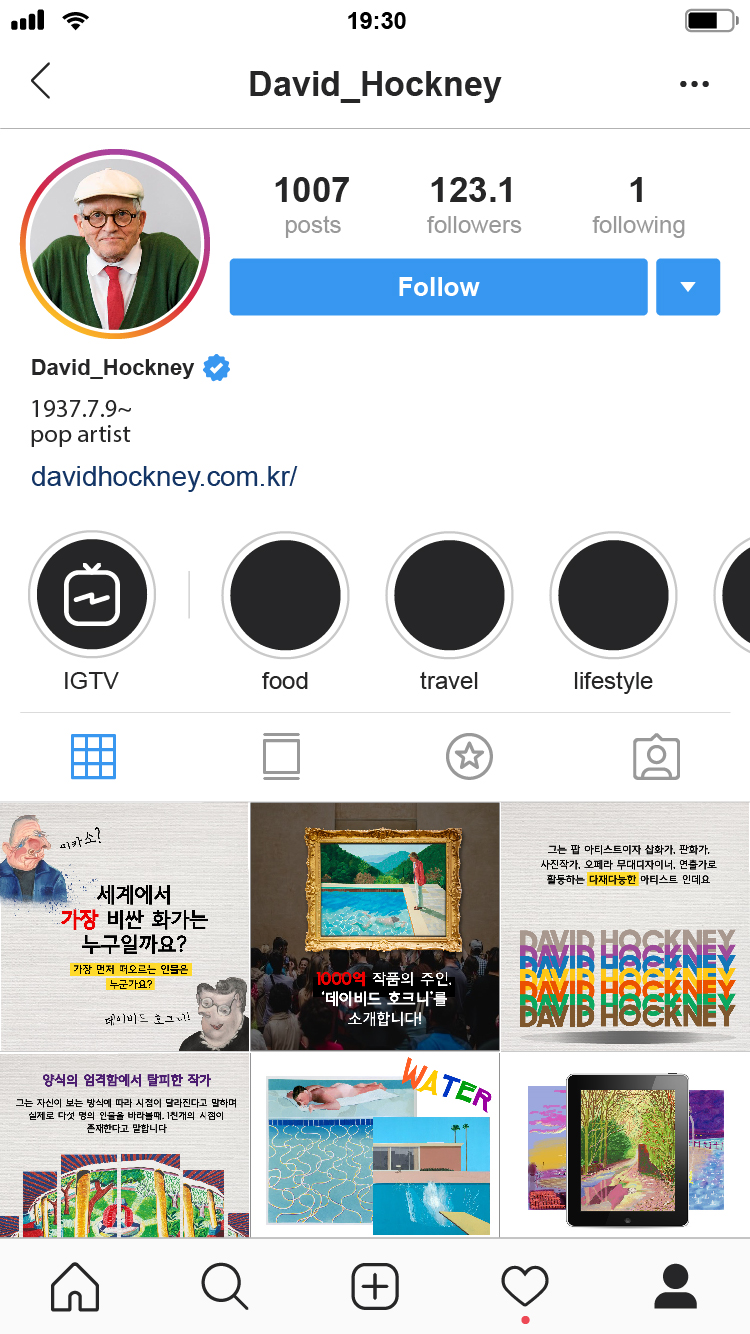 19:30
David_Hockney
1007
posts
123.1
followers
1
following
Follow
David_Hockney
1937.7.9~
pop artist
davidhockney.com.kr/
IGTV
food
travel
lifestyle
피카소?
세계에서
가장 비싼 화가는
누구일까요?
가장 먼저 떠오르는 인물은
누군가요?
데이비드 호크니!
1000억 작품의 주인,
‘데이비드 호크니’를
소개합니다!
그는 팝 아티스트이자 삽화가, 판화가,
사진작가, 오페라 무대디자이너, 연출가로
활동하는 다재다능한 아티스트 인데요
DAVID HOCKNEY
DAVID HOCKNEY
DAVID HOCKNEY
DAVID HOCKNEY
DAVID HOCKNEY
DAVID HOCKNEY
DAVID HOCKNEY
양식의 엄격함에서 탈피한 작가
그는 자신이 보는 방식에 따라 시점이 달라진다고 말하며
실제로 다섯 명의 인물을 바라볼때, 1천개의 시점이
존재한다고 말합니다
WATER